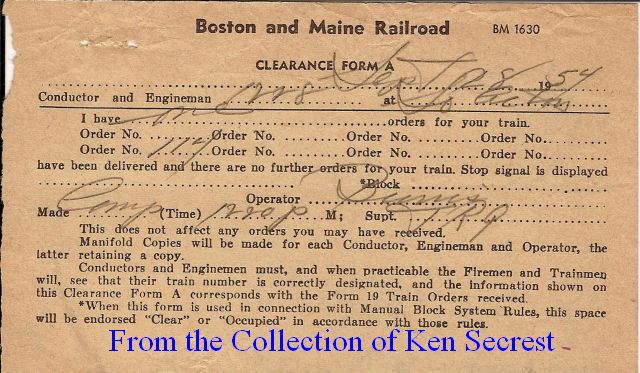 Boston and Maine Railroad BM 1630
CLEARANCE FORM A
Sept 1954
Conductor and Engineman at
I have one orders for your train.
Order No. Order No. Order No. Order No.
Order No. 1114 Order No. Order No. Order No.
have been delivered and there are no further orders for your train. Stop signal is displayed
*Block
Operator
Made Comp (Time) 1220 p M; Supt.
This does not affect any orders you may have received.
Manifold Copies will be made for each Conductor, Engineman and Operator, the
latter retaining a copy.
Conductors and Enginemen must, and when practicable the Firemen and Trainmen
will, see that their train number is correctly designated, and the information shown on
this Clearance Form A corresponds with the Form 19 Train Orders received.
*When this form is used in connection with Manual Block System Rules, this space
will be endorsed "Clear" or "Occupied" in accordance with those rules.
From the Collection of Ken Secrest